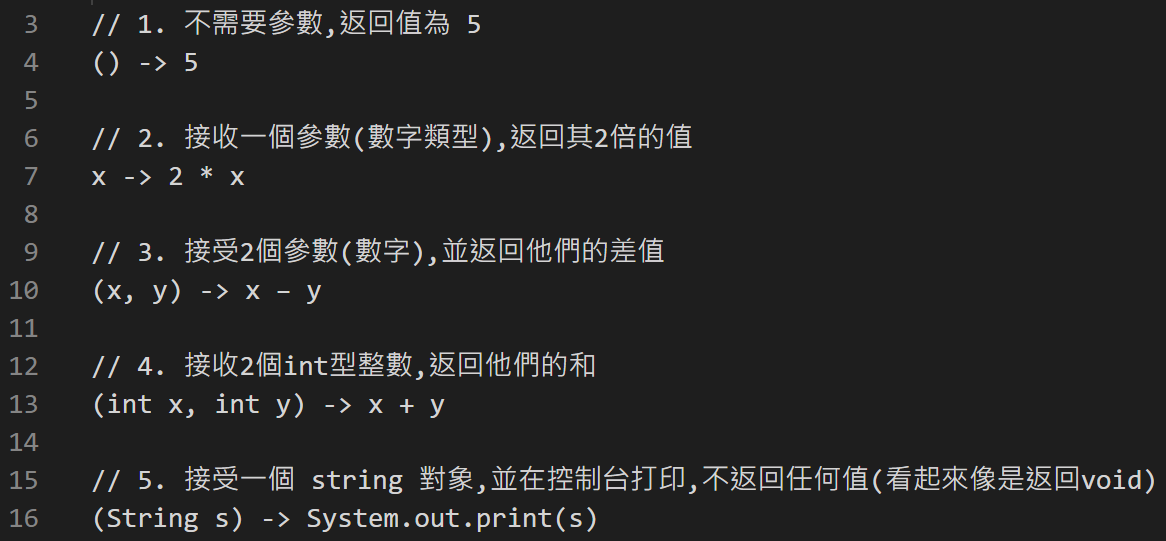 3 // 1. 不需要參數,返回值為 5
4 () -> 5
5
6 // 2. 接收一個參數(數字類型),返回其2倍的值
7 x -> 2 * x
8
9 // 3. 接受2個參數(數字),並返回他們的差值
10 (x, y) -> x – y
11
12 // 4. 接收2個int型整數,返回他們的和
13 (int x, int y) -> x + y
14
15 // 5. 接受一個 string 對象,並在控制台打印,不返回任何值(看起來像是返回void)
16 (String s) -> System.out.print(s)